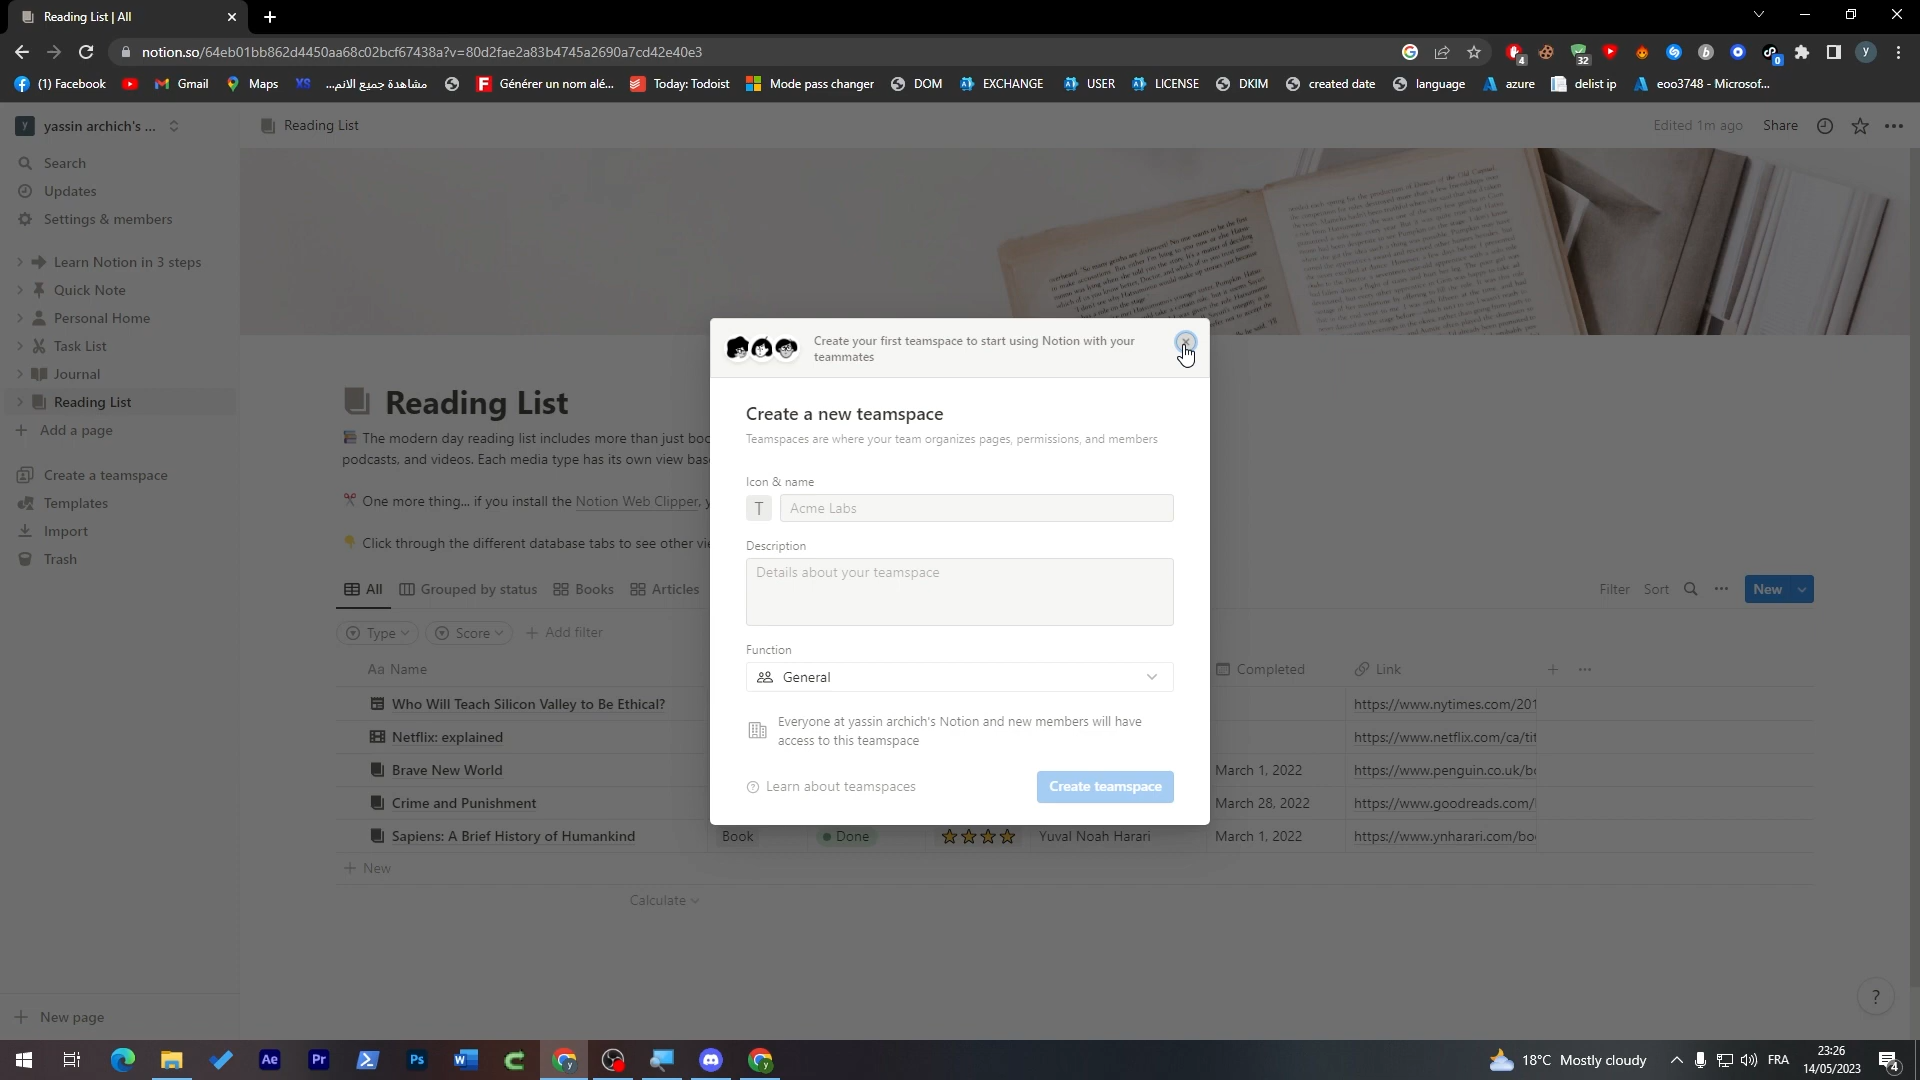 Reading List | All
notion.so/64eb01bb862d4450aa68c02bcf67438a?v=80d2fae2a83b4745a2690a7cd42e40e3
4
32
0
y
(1) Facebook
Gmail
Maps
XS
مشاهدة جميع الانم...
Générer un nom alé...
Today: Todoist
Mode pass changer
DOM
EXCHANGE
USER
LICENSE
DKIM
created date
language
azure
delist ip
eoo3748 - Microsof...
Y yassin archich's ...
Reading List
Edited 1m ago
Share
Search
Updates
Settings & members
Learn Notion in 3 steps
Quick Note
Personal Home
Task List
Journal
Reading List
Add a page
Create a teamspace
Templates
Import
Trash
New page
Reading List
The modern day reading list includes more than just
podcasts, and videos. Each media type has its own view
One more thing... if you install the Notion Web Clipper,
Click through the different database tabs to see other
All
Grouped by status
Books
Articles
Filter
Sort
New
Type
Score
Add filter
Aa Name
Completed
Link
Who Will Teach Silicon Valley to Be Ethical?
https://www.nytimes.com/201
Netflix: explained
https://www.netflix.com/ca/tit
Brave New World
March 1, 2022
https://www.penguin.co.uk/b
Crime and Punishment
March 28, 2022
https://www.goodreads.com/
Sapiens: A Brief History of Humankind
Book
Done
Yuval Noah Harari
March 1, 2022
https://www.ynharari.com/bo
New
Calculate
Create your first teamspace to start using Notion with your
teammates
Create a new teamspace
Teamspaces are where your team organizes pages, permissions, and members
Icon & name
T
Acme Labs
Description
Details about your teamspace
Function
General
Everyone at yassin archich's Notion and new members will have
access to this teamspace
Learn about teamspaces
Create teamspace
?
Ae
Pr
Ps
18°C Mostly cloudy
FRA
23:26
14/05/2023
4